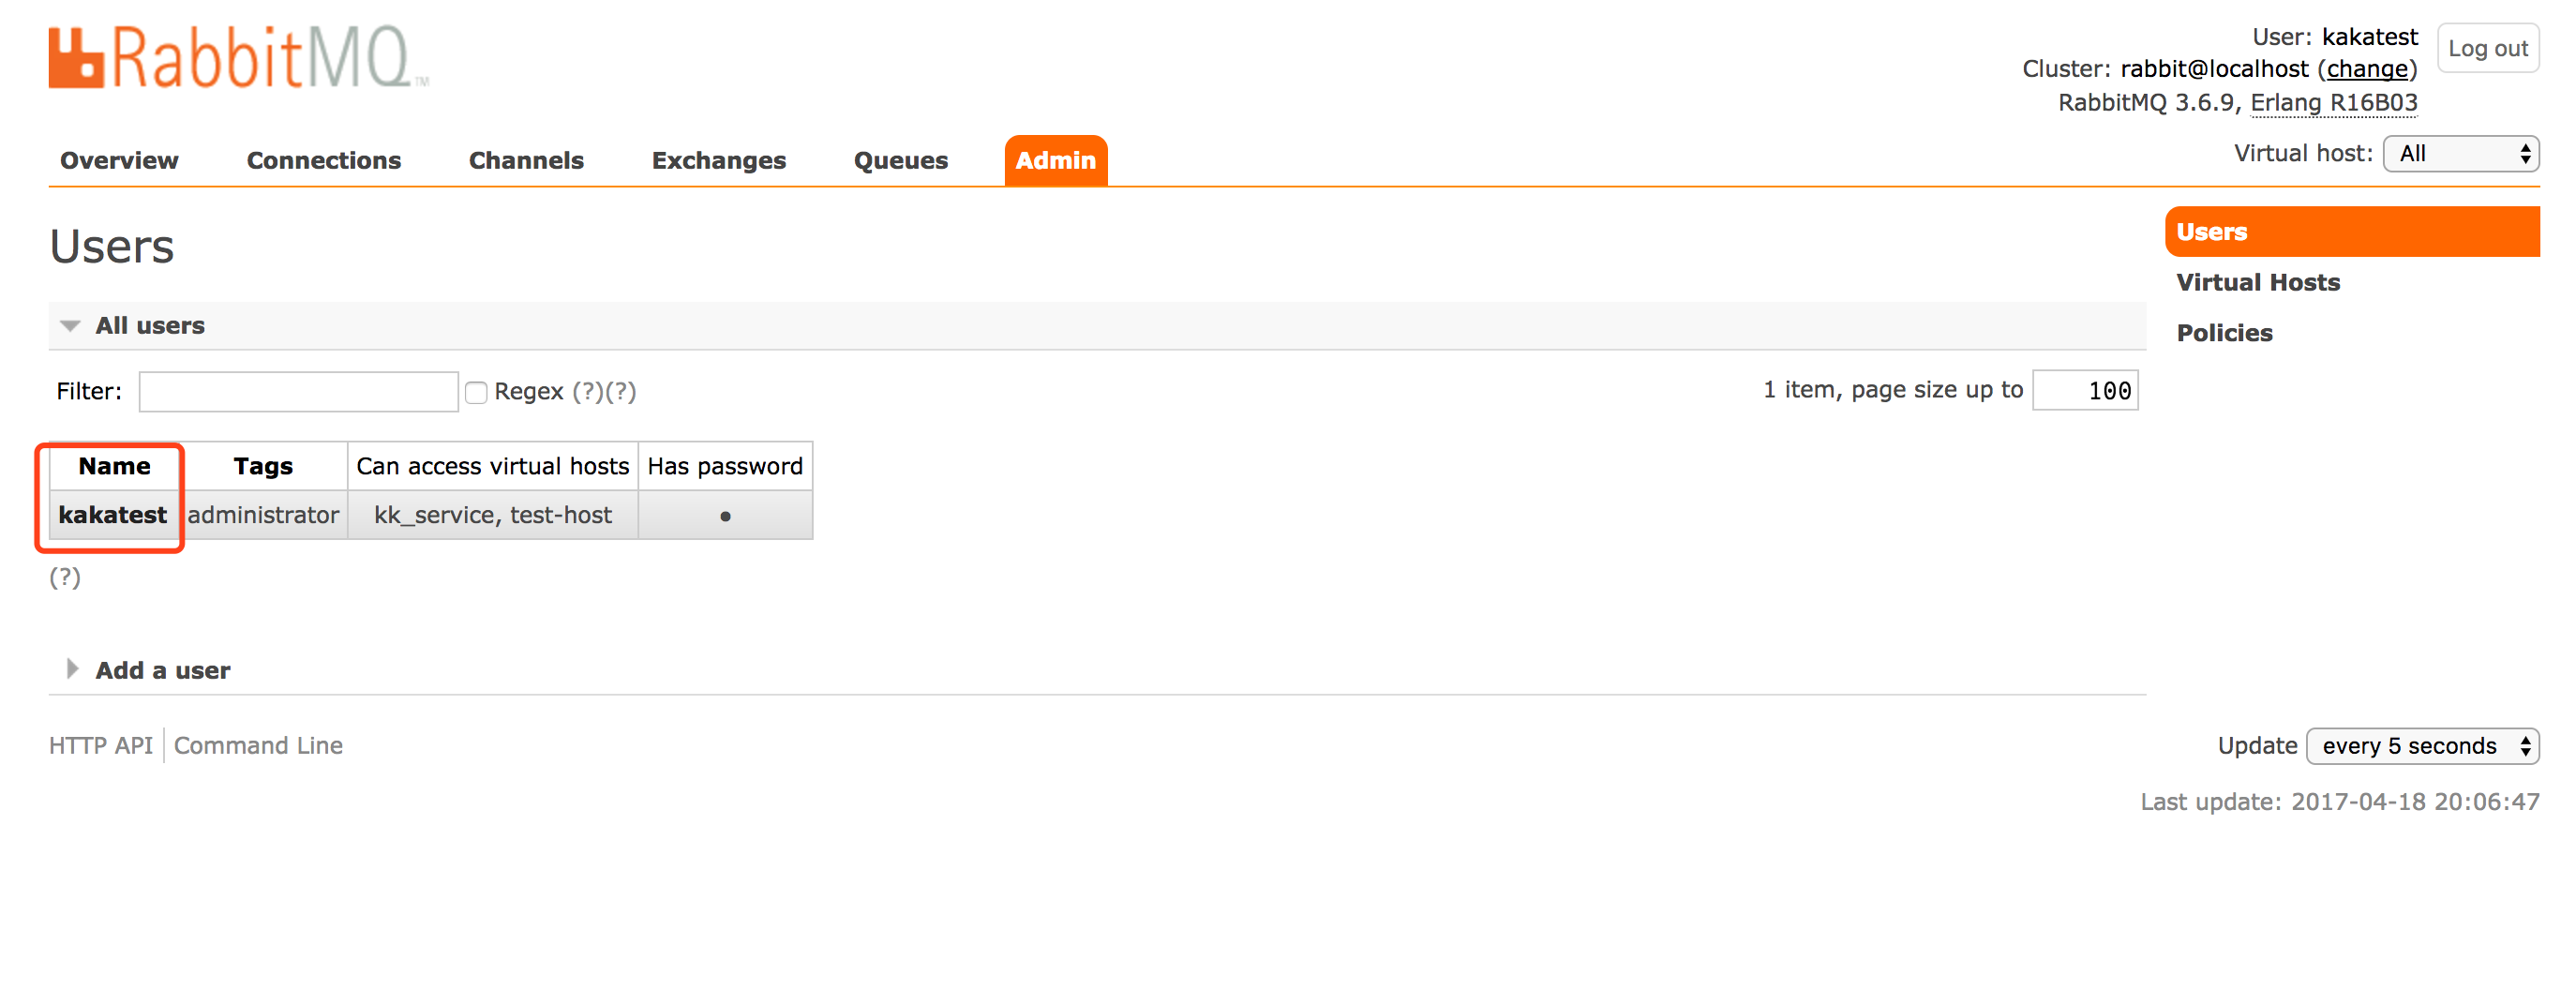 RabbitMQ™
User: kakatest
Log out
Cluster: rabbit@localhost (change)
RabbitMQ 3.6.9, Erlang R16B03
Overview Connections Channels Exchanges Queues Admin
Virtual host: All
Users
Users
Virtual Hosts
Policies
All users
Filter: Regex (?)(?)
1 item, page size up to 100
Name Tags Can access virtual hosts Has password
kakatest administrator kk_service, test-host ●
(?)
Add a user
HTTP API Command Line
Update every 5 seconds
Last update: 2017-04-18 20:06:47